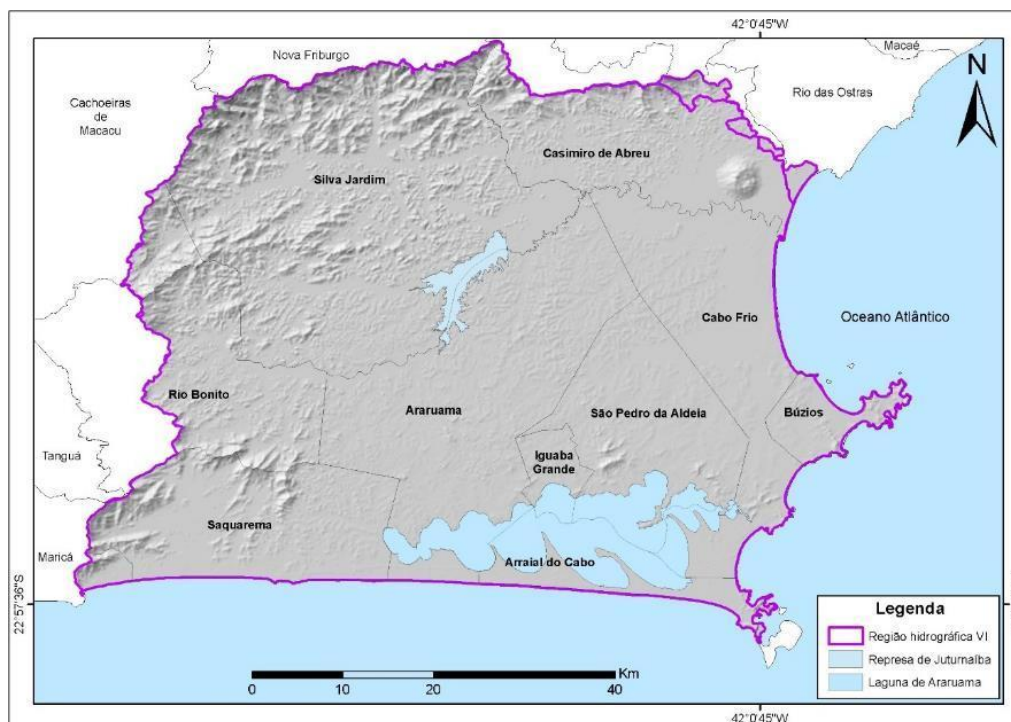 42°0'45"W
Nova Friburgo
Macaé
N
Rio das Ostras
Cachoeiras
de
Macacu
Casimiro de Abreu
Silva Jardim
Cabo Frio
Oceano Atlântico
Rio Bonito
Araruama
São Pedro da Aldeia
Búzios
Iguaba
Grande
Tanguá
Saquarema
Maricá
Arraial do Cabo
22°57'36"S
Legenda
Região hidrográfica VI
Represa de Juturnaíba
Laguna de Araruama
Km
0 10 20 40
42°0'45"W